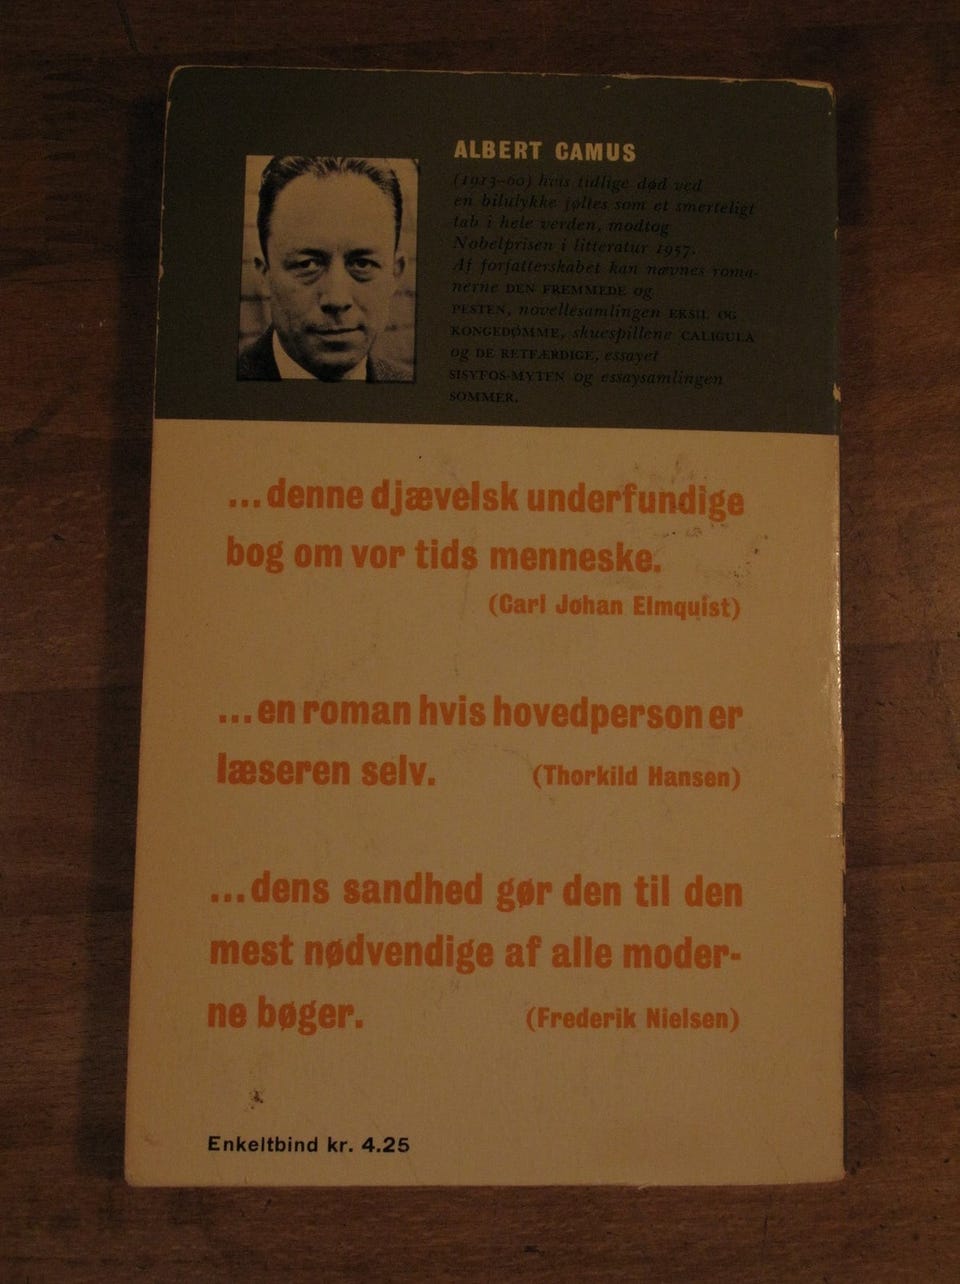 ALBERT CAMUS
(1913-60) hvis tidlige død ved
en bilulykke føltes som et smerteligt
tab i hele verden, modtog
Nobelprisen i litteratur 1957.
Af forfatterskabet kan nævnes roma-
nerne DEN FREMMEDE og
PESTEN, novellesamlingen EKSIL OG
KONGEDØMME, skuespillene CALIGULA
og DE RETFÆRDIGE, essayet
SISYFOS-MYTEN og essaysamlingen
SOMMER.
...denne djævelsk underfundige
bog om vor tids menneske.
(Carl Johan Elmquist)
...en roman hvis hovedperson er
læseren selv. (Thorkild Hansen)
...dens sandhed gør den til den
mest nødvendige af alle moder-
ne bøger. (Frederik Nielsen)
Enkeltbind kr. 4.25